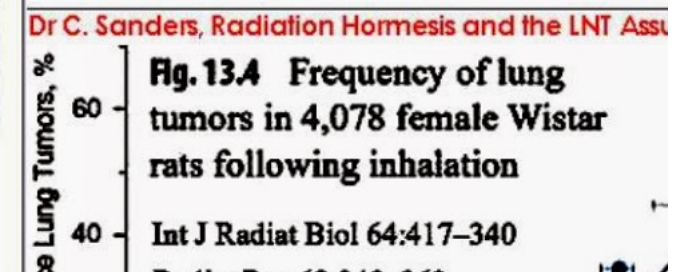 Dr C. Sanders, Radiation Hormesis and the LNT
Fig. 13.4 Frequency of lung
tumors in 4,078 female Wistar
rats following inhalation
Int J Radiat Biol 64:417–340
Lung Tumors, %
60
40